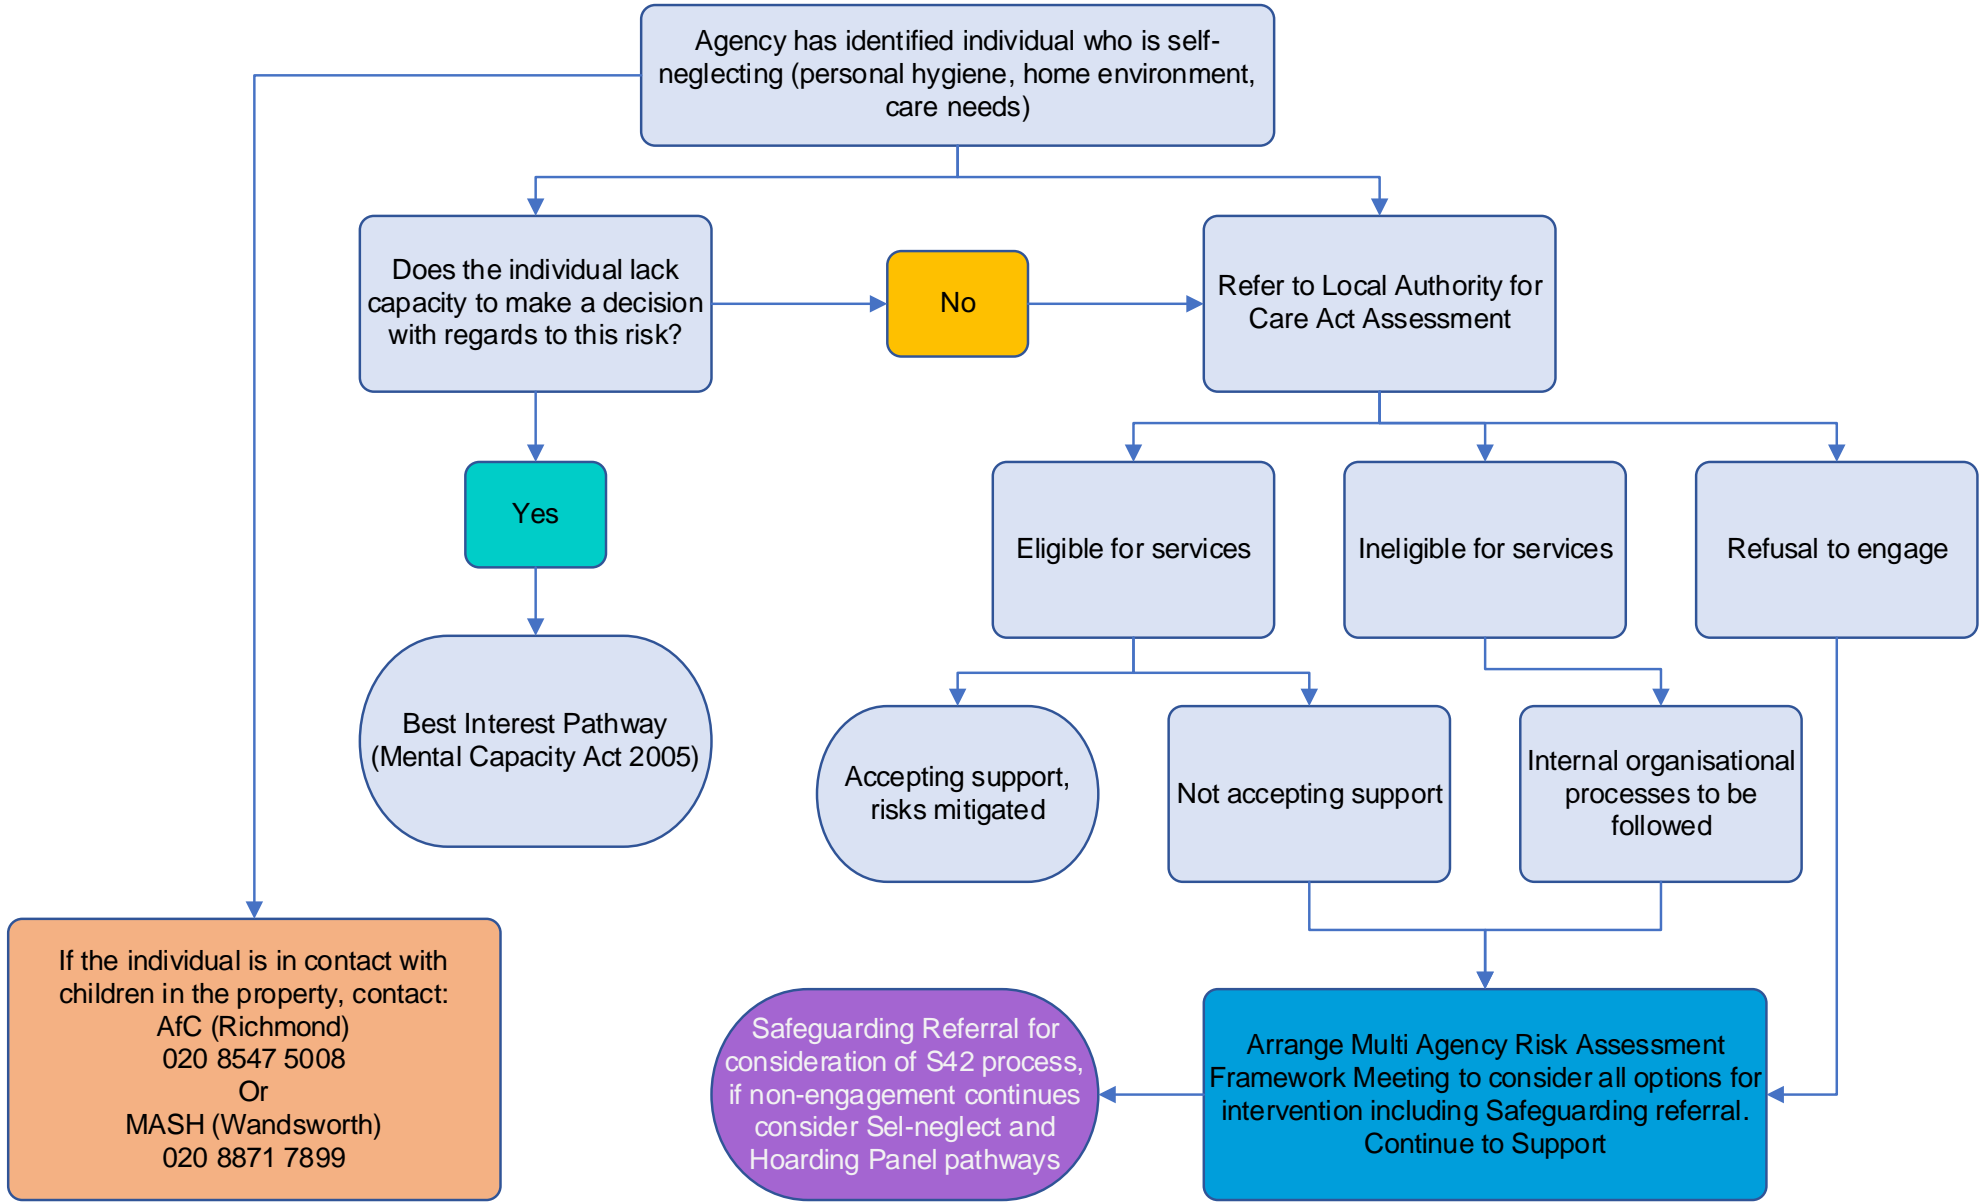 Agency has identified individual who is self-
neglecting (personal hygiene, home environment,
care needs)
Does the individual lack
capacity to make a decision
with regards to this risk?
No
Refer to Local Authority for
Care Act Assessment
Yes
Eligible for services
Ineligible for services
Refusal to engage
Best Interest Pathway
(Mental Capacity Act 2005)
Accepting support,
risks mitigated
Not accepting support
Internal organisational
processes to be
followed
If the individual is in contact with
children in the property, contact:
AfC (Richmond)
020 8547 5008
Or
MASH (Wandsworth)
020 8871 7899
Safeguarding Referral for
consideration of S42 process,
if non-engagement continues
consider Sel-neglect and
Hoarding Panel pathways
Arrange Multi Agency Risk Assessment
Framework Meeting to consider all options for
intervention including Safeguarding referral.
Continue to Support